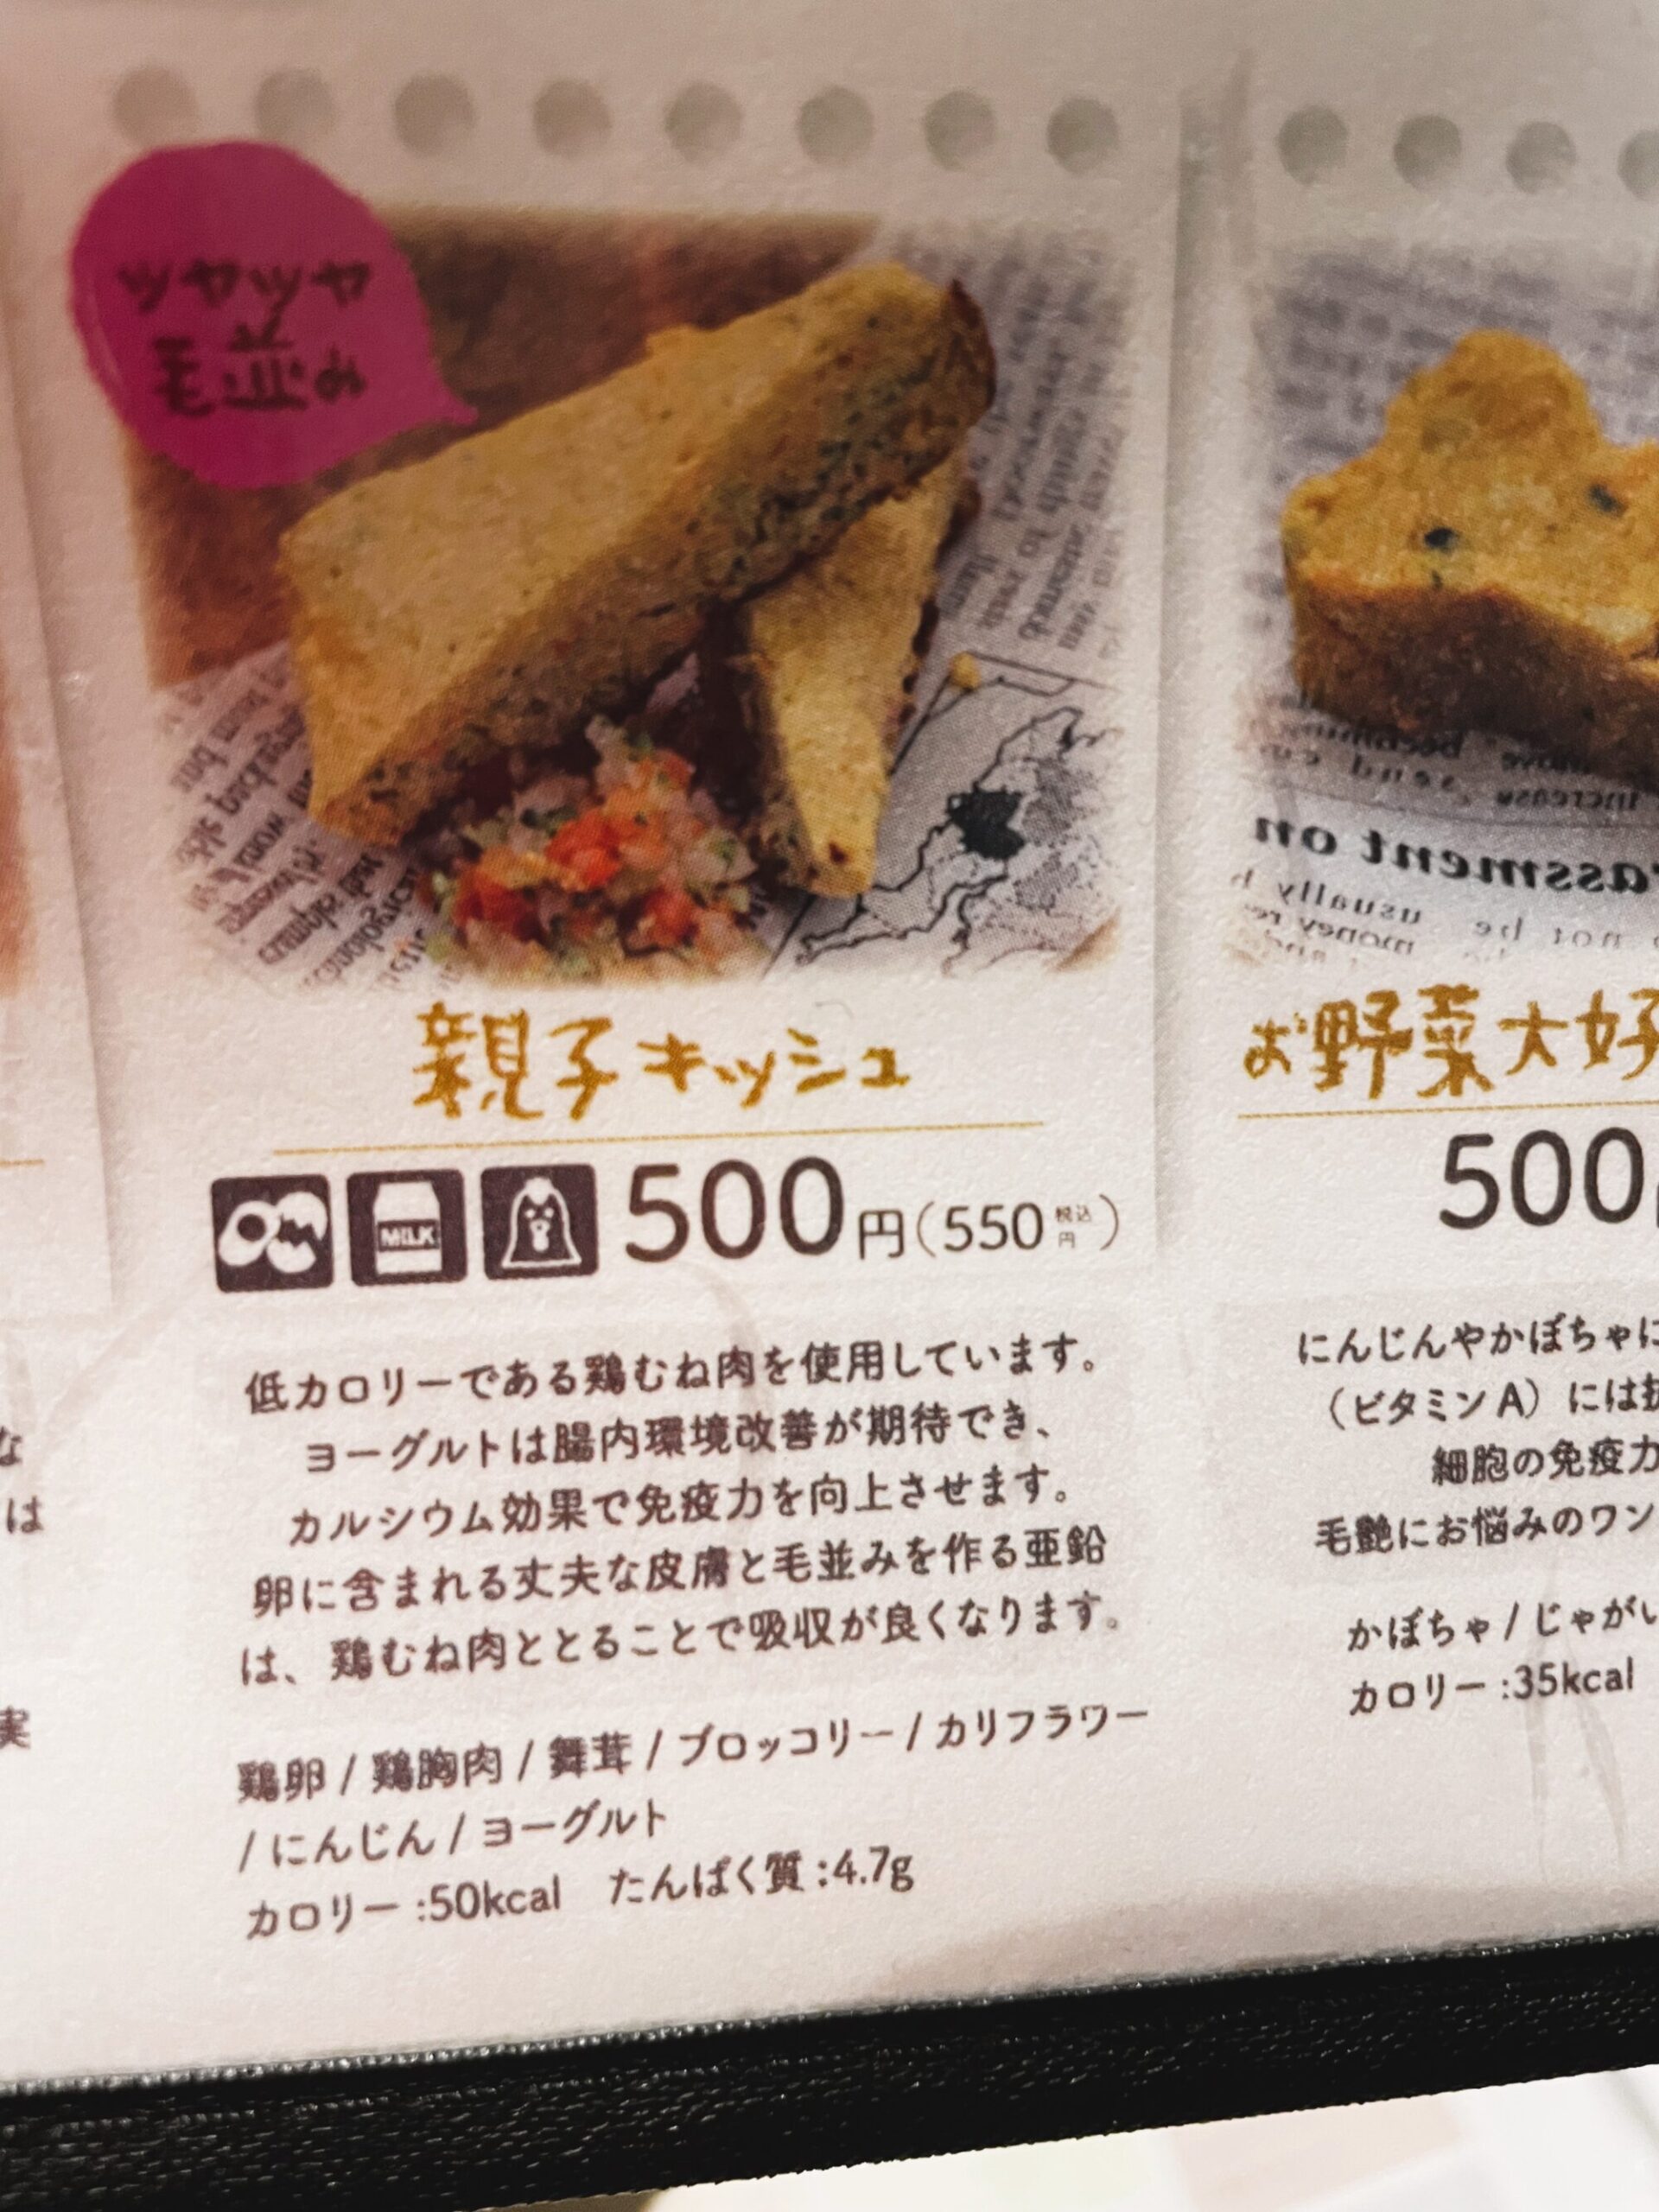 ツヤツヤ
毛並み
親子キッシュ
MILK
500円(550税込円)
低カロリーである鶏むね肉を使用しています。
ヨーグルトは腸内環境改善が期待でき、
カルシウム効果で免疫力を向上させます。
卵に含まれる丈夫な皮膚と毛並みを作る亜鉛
は、鶏むね肉ととることで吸収が良くなります。
鶏卵 / 鶏胸肉 / 舞茸 / ブロッコリー / カリフラワー
/ にんじん / ヨーグルト
カロリー :50kcal たんぱく質 :4.7g
assment on
usually
not be
money
お野菜大好
500
にんじんやかぼちゃに
(ビタミンA)には抗
細胞の免疫力
毛艶にお悩みのワン
かぼちゃ / じゃがい
カロリー :35kcal
な
は
実